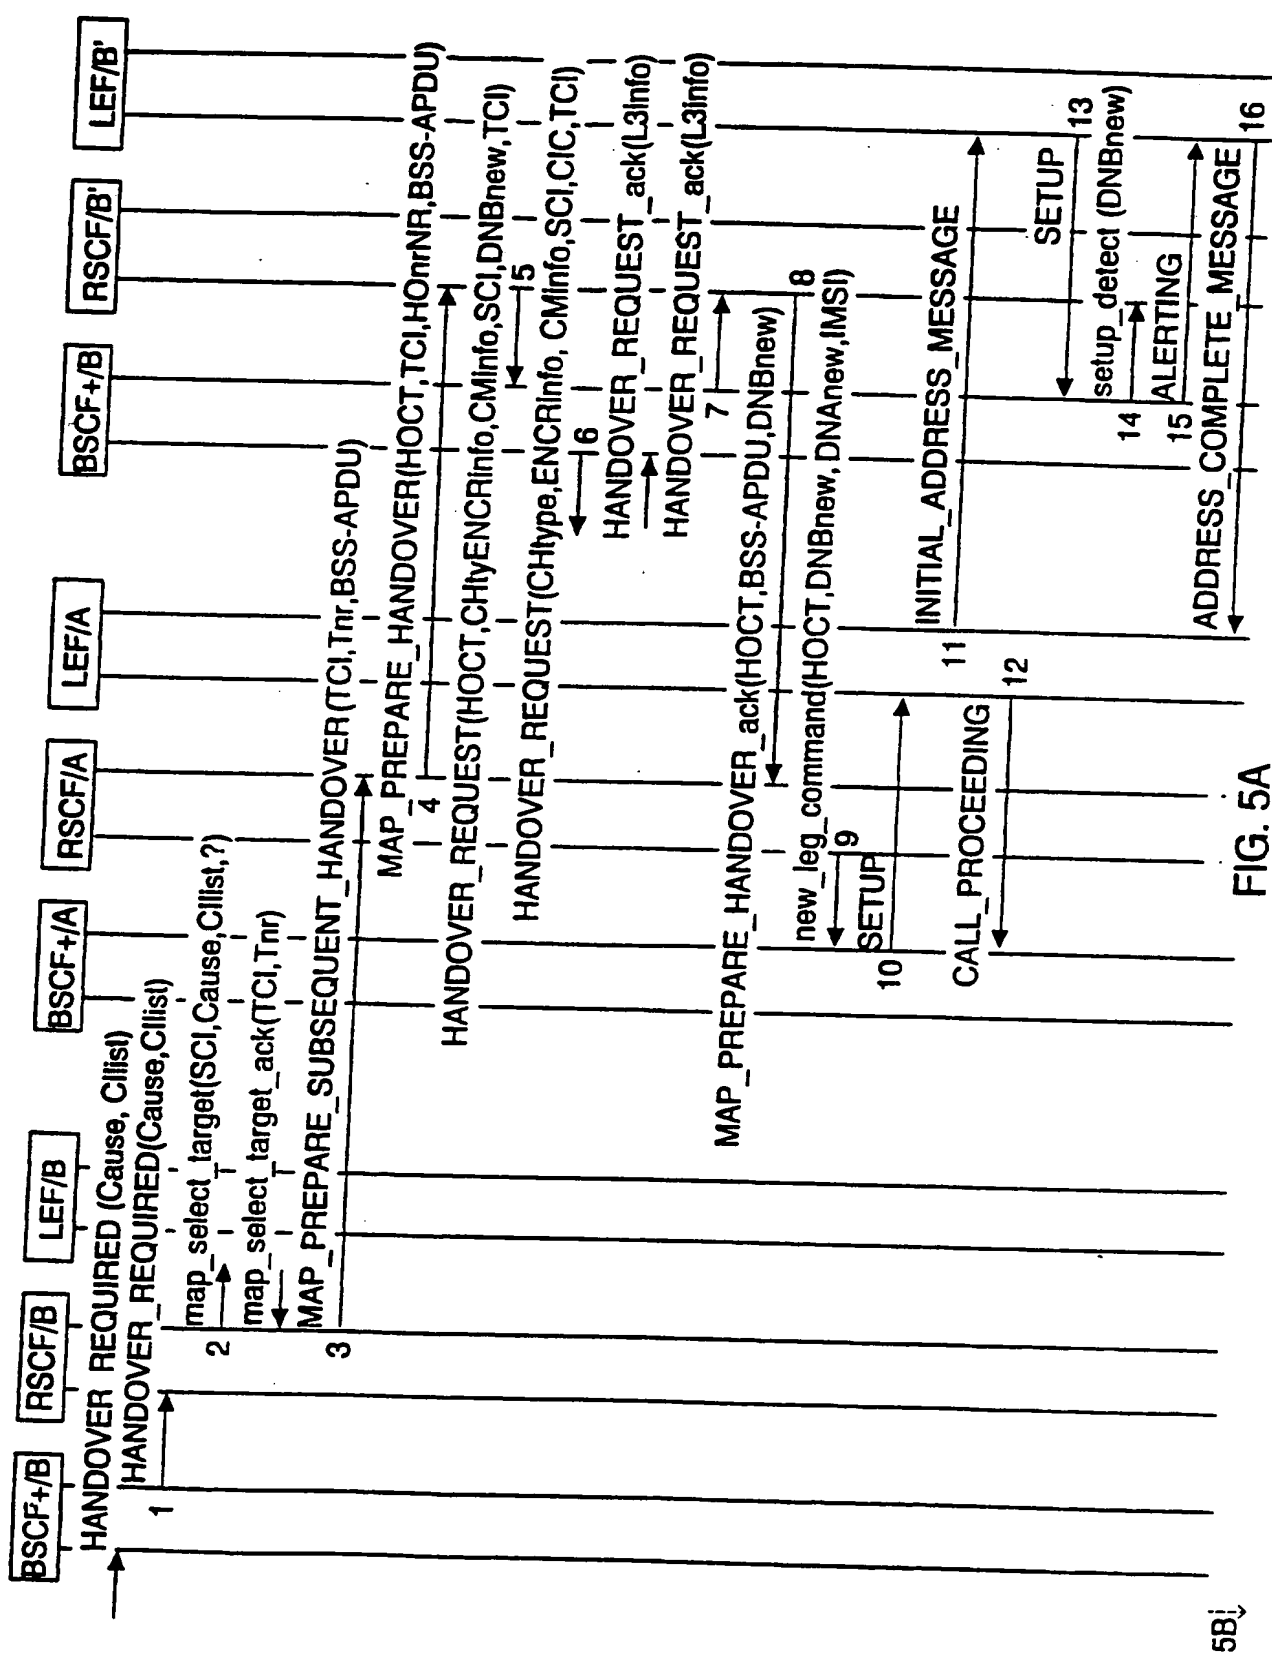 BSCF+/B
RSCF/B
LEF/B
BSCF+/A
RSCF/A
LEF/A
BSCF+/B
RSCF/B'
LEF/B'
HANDOVER REQUIRED (Cause, CIlist)
HANDOVER_REQUIRED(Cause,CIlist)
1
map_select_target(SCI,Cause,CIlist,?)
2
map_select_target_ack(TCI,Tnr)
MAP_PREPARE_SUBSEQUENT_HANDOVER(TCI,Tnr,BSS-APDU)
3
MAP_PREPARE_HANDOVER(HOCT,TCI,HOnrNR,BSS-APDU)
4
HANDOVER_REQUEST(HOCT,CHtyENCRinfo,CMinfo,SCI,DNBnew,TCI)
5
HANDOVER_REQUEST(CHtype,ENCRinfo, CMinfo,SCI,CIC,TCI)
6
HANDOVER_REQUEST_ack(L3Info)
HANDOVER_REQUEST_ack(L3Info)
7
MAP_PREPARE_HANDOVER_ack(HOCT,BSS-APDU,DNBnew)
8
new_leg_command(HOCT,DNBnew, DNAnew,IMSI)
9
SETUP
10
INITIAL_ADDRESS_MESSAGE
11
CALL_PROCEEDING
12
SETUP
13
setup_detect (DNBnew)
14
ALERTING
15
ADDRESS_COMPLETE_MESSAGE
16
5B
FIG. 5A